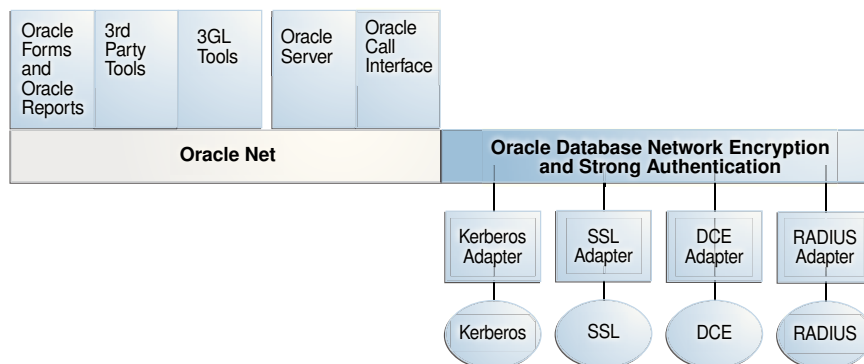 Oracle
Forms
and
Oracle
Reports
3rd
Party
Tools
3GL
Tools
Oracle
Server
Oracle
Call
Interface
Oracle Net
Oracle Database Network Encryption
and Strong Authentication
Kerberos
Adapter
SSL
Adapter
DCE
Adapter
RADIUS
Adapter
Kerberos
SSL
DCE
RADIUS